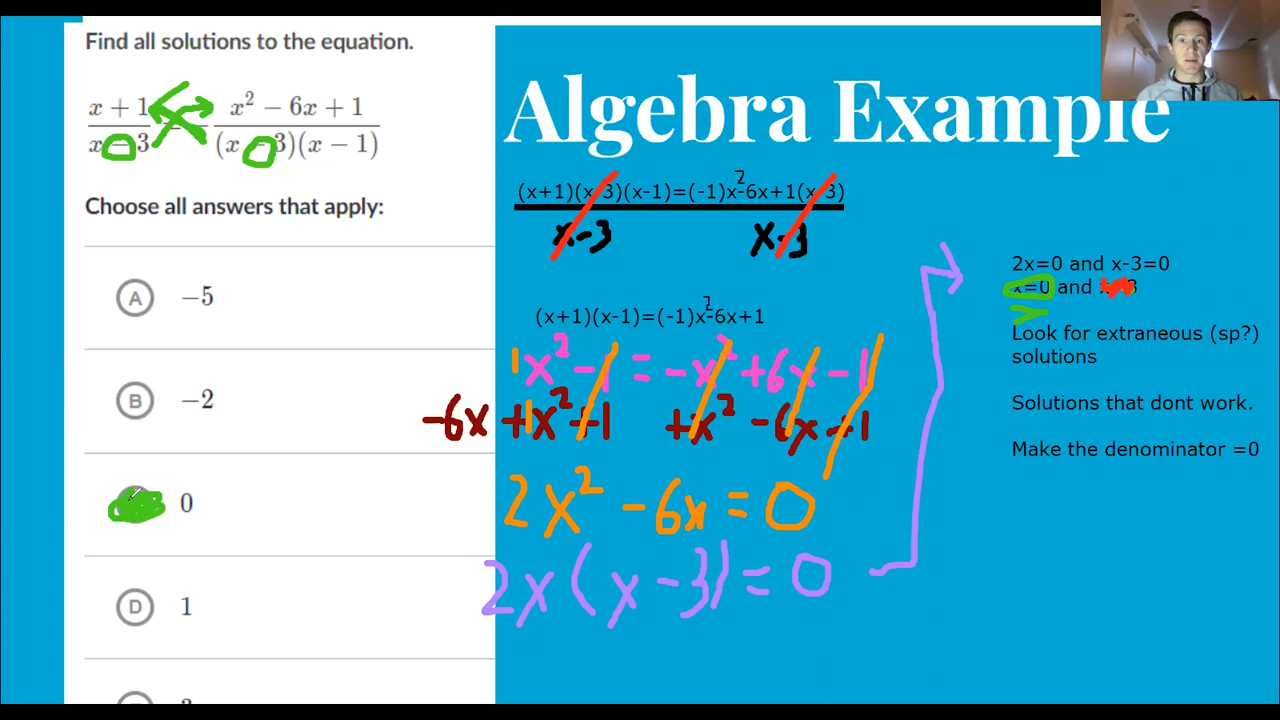 Find all solutions to the equation.
x + 1 / x − 3 = − x² − 6x + 1 / (x − 3)(x − 1)
Choose all answers that apply:
A −5
B −2
0
D 1
Algebra Example
(x+1)(x-3)(x-1)=(-1)x²-6x+1(x-3)
x-3 x-3
(x+1)(x-1)=(-1)x²-6x+1
1x² -1 = -x² +6x -1
-6x +1x² +1 +x² -6x +1
2x² -6x = 0
2x(x-3) = 0
2x=0 and x-3=0
x=0 and x=3
Look for extraneous (sp?)
solutions
Solutions that dont work.
Make the denominator =0